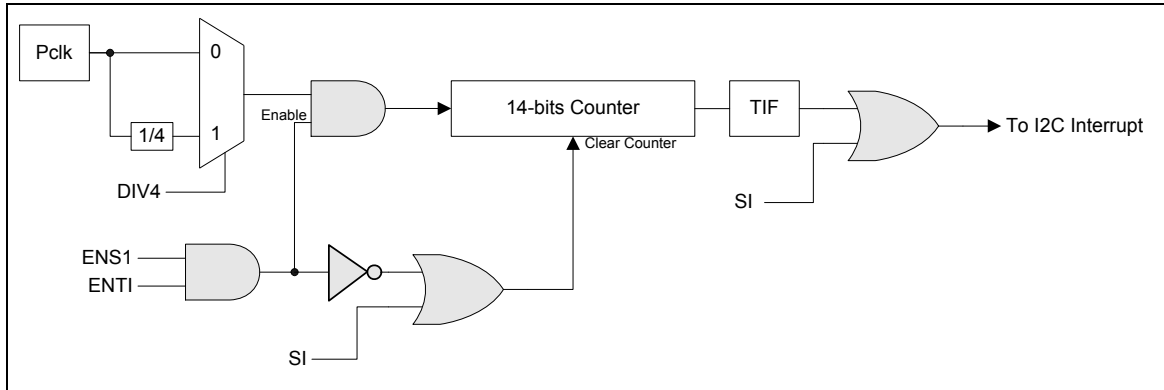 Pclk
0
1/4
1
DIV4
Enable
14-bits Counter
Clear Counter
TIF
SI
To I2C Interrupt
ENS1
ENTI
SI